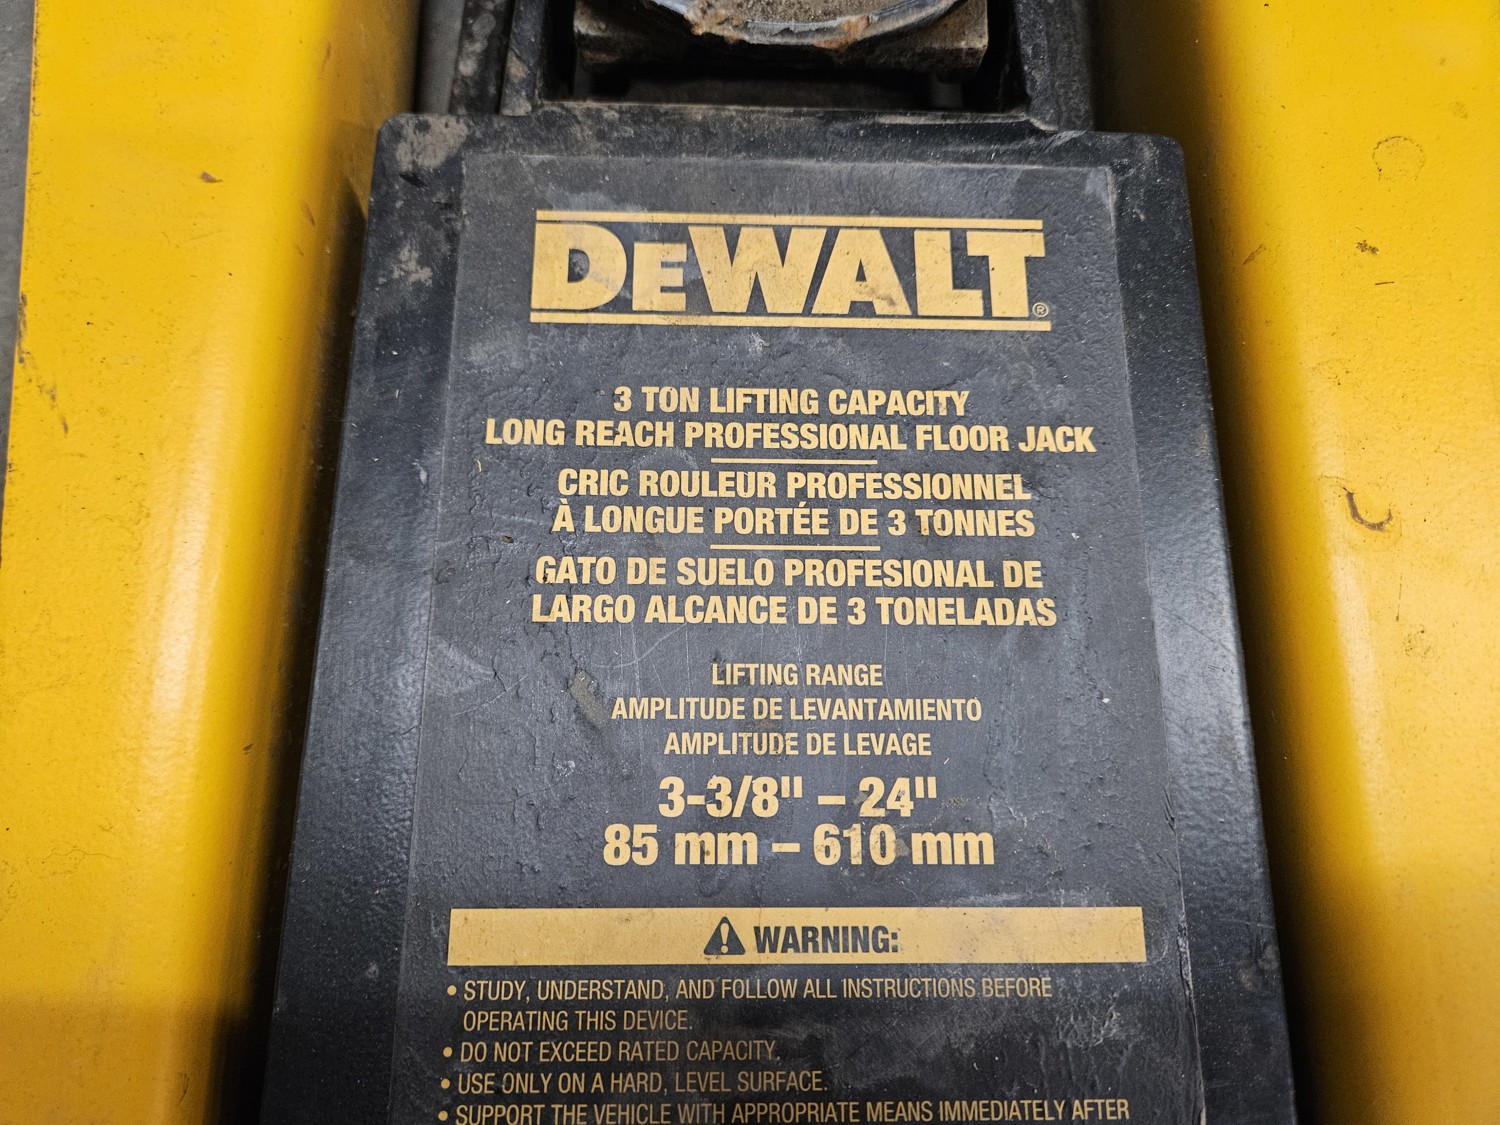 DEWALT®
3 TON LIFTING CAPACITY
LONG REACH PROFESSIONAL FLOOR JACK
CRIC ROULEUR PROFESSIONNEL
À LONGUE PORTÉE DE 3 TONNES
GATO DE SUELO PROFESIONAL DE
LARGO ALCANCE DE 3 TONELADAS
LIFTING RANGE
AMPLITUDE DE LEVANTAMIENTO
AMPLITUDE DE LEVAGE
3-3/8" – 24"
85 mm – 610 mm
WARNING:
• STUDY, UNDERSTAND, AND FOLLOW ALL INSTRUCTIONS BEFORE
OPERATING THIS DEVICE.
• DO NOT EXCEED RATED CAPACITY.
• USE ONLY ON A HARD, LEVEL SURFACE.
• SUPPORT THE VEHICLE WITH APPROPRIATE MEANS IMMEDIATELY AFTER